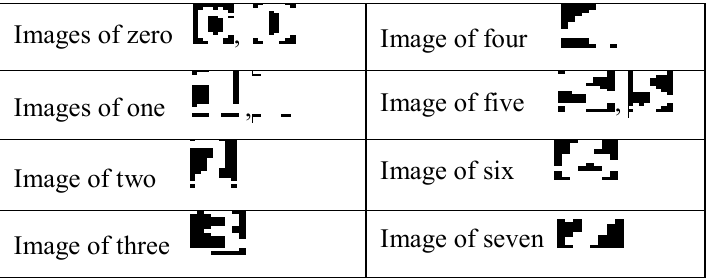 Images of zero ,
Image of four
Images of one ,
Image of five ,
Image of two
Image of six
Image of three
Image of seven